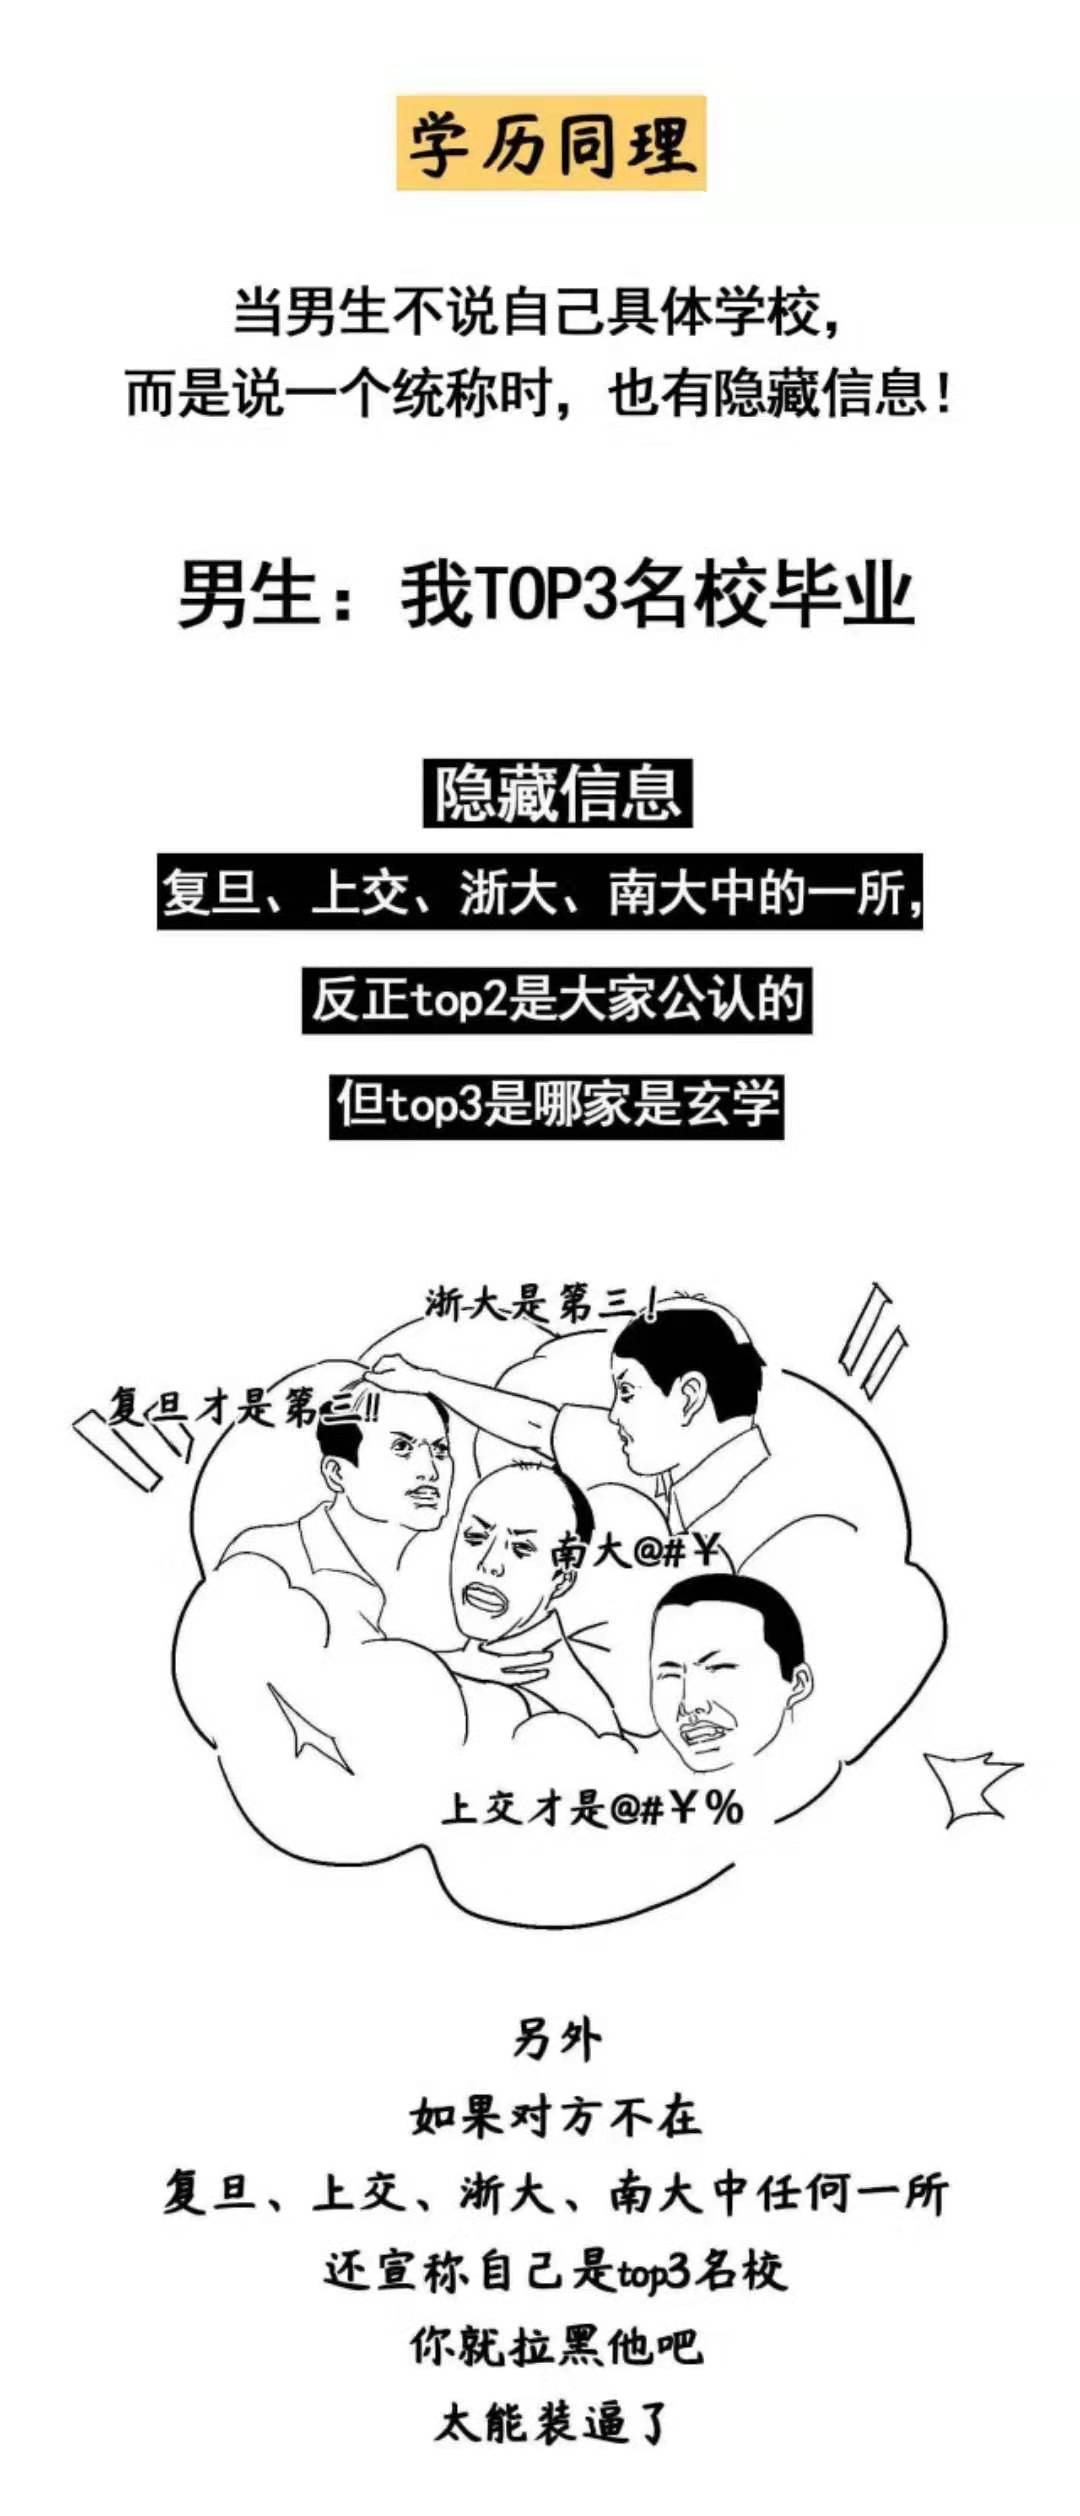 学历同理
当男生不说自己具体学校，
而是说一个统称时，也有隐藏信息！
男生：我TOP3名校毕业
隐藏信息
复旦、上交、浙大、南大中的一所，
反正top2是大家公认的
但top3是哪家是玄学
浙大是第三！
复旦才是第三!!
南大@#￥
上交才是@#￥%
另外
如果对方不在
复旦、上交、浙大、南大中任何一所
还宣称自己是top3名校
你就拉黑他吧
太能装逼了